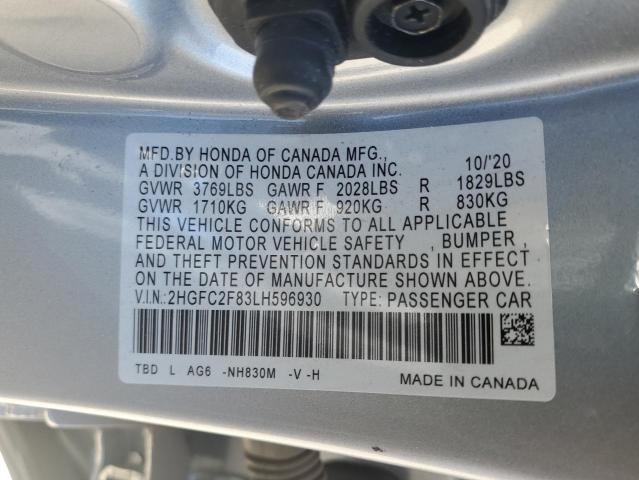 MFD.BY HONDA OF CANADA MFG., 10/'20
A DIVISION OF HONDA CANADA INC.
GVWR 3769LBS GAWR F 2028LBS R 1829LBS
GVWR 1710KG GAWR F 920KG R 830KG
THIS VEHICLE CONFORMS TO ALL APPLICABLE
FEDERAL MOTOR VEHICLE SAFETY , BUMPER ,
AND THEFT PREVENTION STANDARDS IN EFFECT
ON THE DATE OF MANUFACTURE SHOWN ABOVE.
V.I.N.:2HGFC2F83LH596930 TYPE: PASSENGER CAR
TBD L AG6 -NH830M -V -H MADE IN CANADA